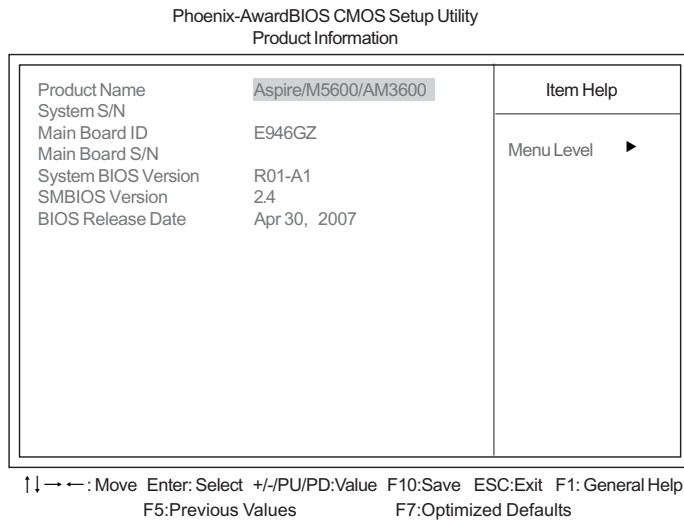 Phoenix-AwardBIOS CMOS Setup Utility
Product Information
Product Name Aspire/M5600/AM3600
System S/N
Main Board ID E946GZ
Main Board S/N
System BIOS Version R01-A1
SMBIOS Version 2.4
BIOS Release Date Apr 30, 2007
Item Help
Menu Level ▶
↑↓→←: Move Enter: Select +/-/PU/PD:Value F10:Save ESC:Exit F1: General Help
F5:Previous Values F7:Optimized Defaults